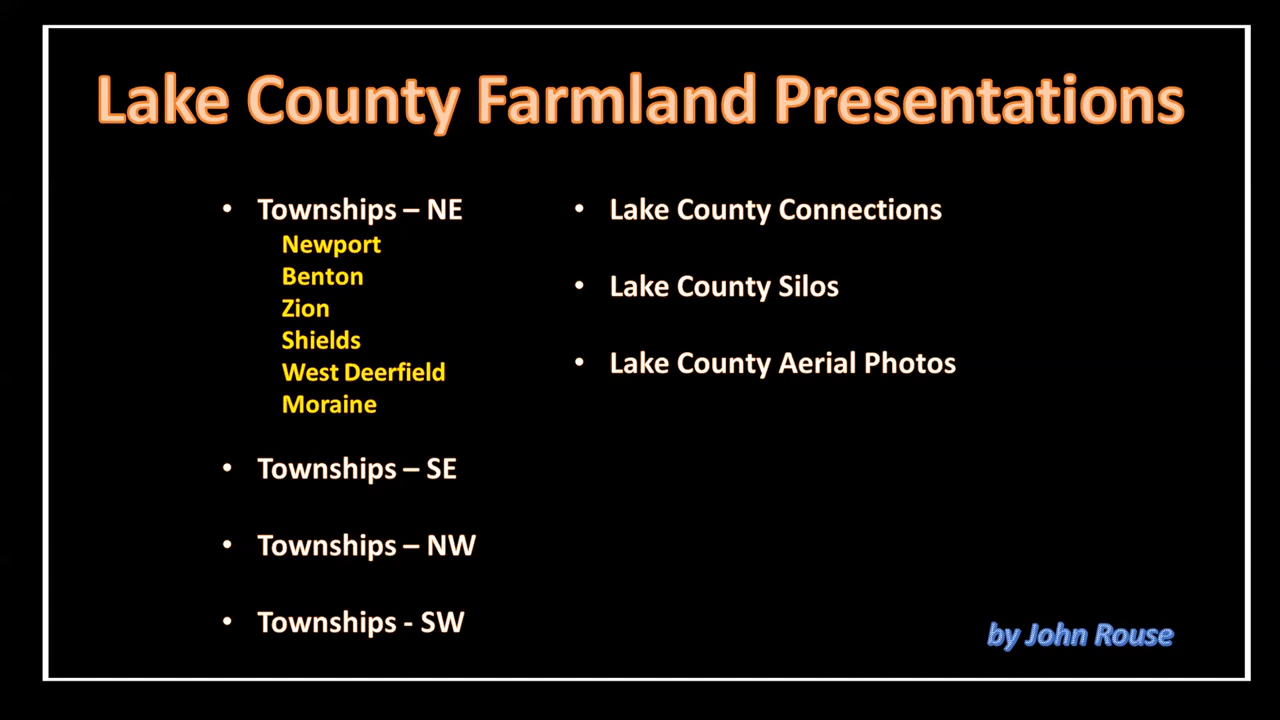 Lake County Farmland Presentations
• Townships – NE
Newport
Benton
Zion
Shields
West Deerfield
Moraine
• Townships – SE
• Townships – NW
• Townships - SW
• Lake County Connections
• Lake County Silos
• Lake County Aerial Photos
by John Rouse